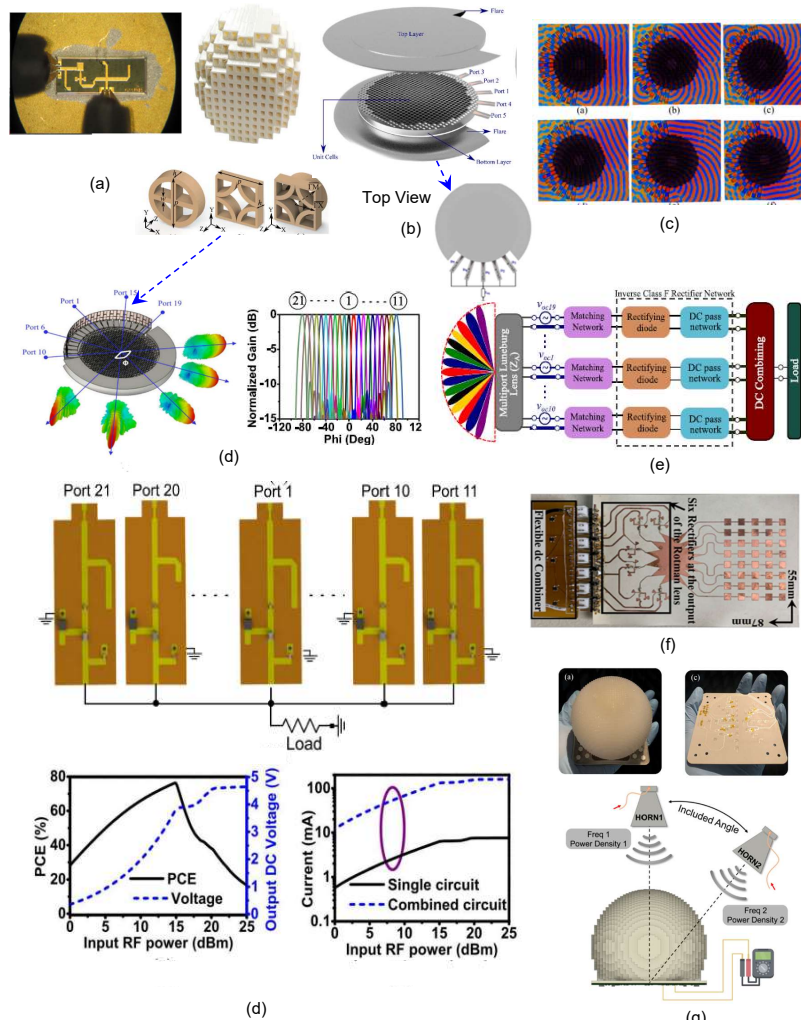 Flare
Top Layer
Port 3
Port 2
Port 1
Port 4
Port 5
Flare
Unit Cells
Bottom Layer
(a)
(b)
(c)
(a)
(b)
Top View
(c)
Port 15
Port 1
Port 19
Port 6
Port 10
Φ
21 1 11
Normalized Gain (dB)
0
-5
-10
-15
-120 -80 -40 0 40 80 12
Phi (Deg)
(d)
Multiport Luneburg Lens (ZA)
vac19
vac1
vac10
Inverse Class F Rectifier Network
Matching Network
Rectifying diode
DC pass network
Matching Network
Rectifying diode
DC pass network
Matching Network
Rectifying diode
DC pass network
DC Combining
Load
(e)
Port 21
Port 20
Port 1
Port 10
Port 11
Load
Flexible dc Combiner
Six Rectifiers at the output
of the Rotman lens
55mm
87mm
(f)
(a)
(c)
HORN1
Included Angle
HORN2
Freq 1
Power Density 1
Freq 2
Power Density 2
(g)
PCE (%)
80
60
40
20
0
Output DC Voltage (V)
5
4
3
2
1
0
PCE
Voltage
0 5 10 15 20 25
Input RF power (dBm)
Current (mA)
100
10
1
0.1
Single circuit
Combined circuit
0 5 10 15 20 25
Input RF power (dBm)
(d)